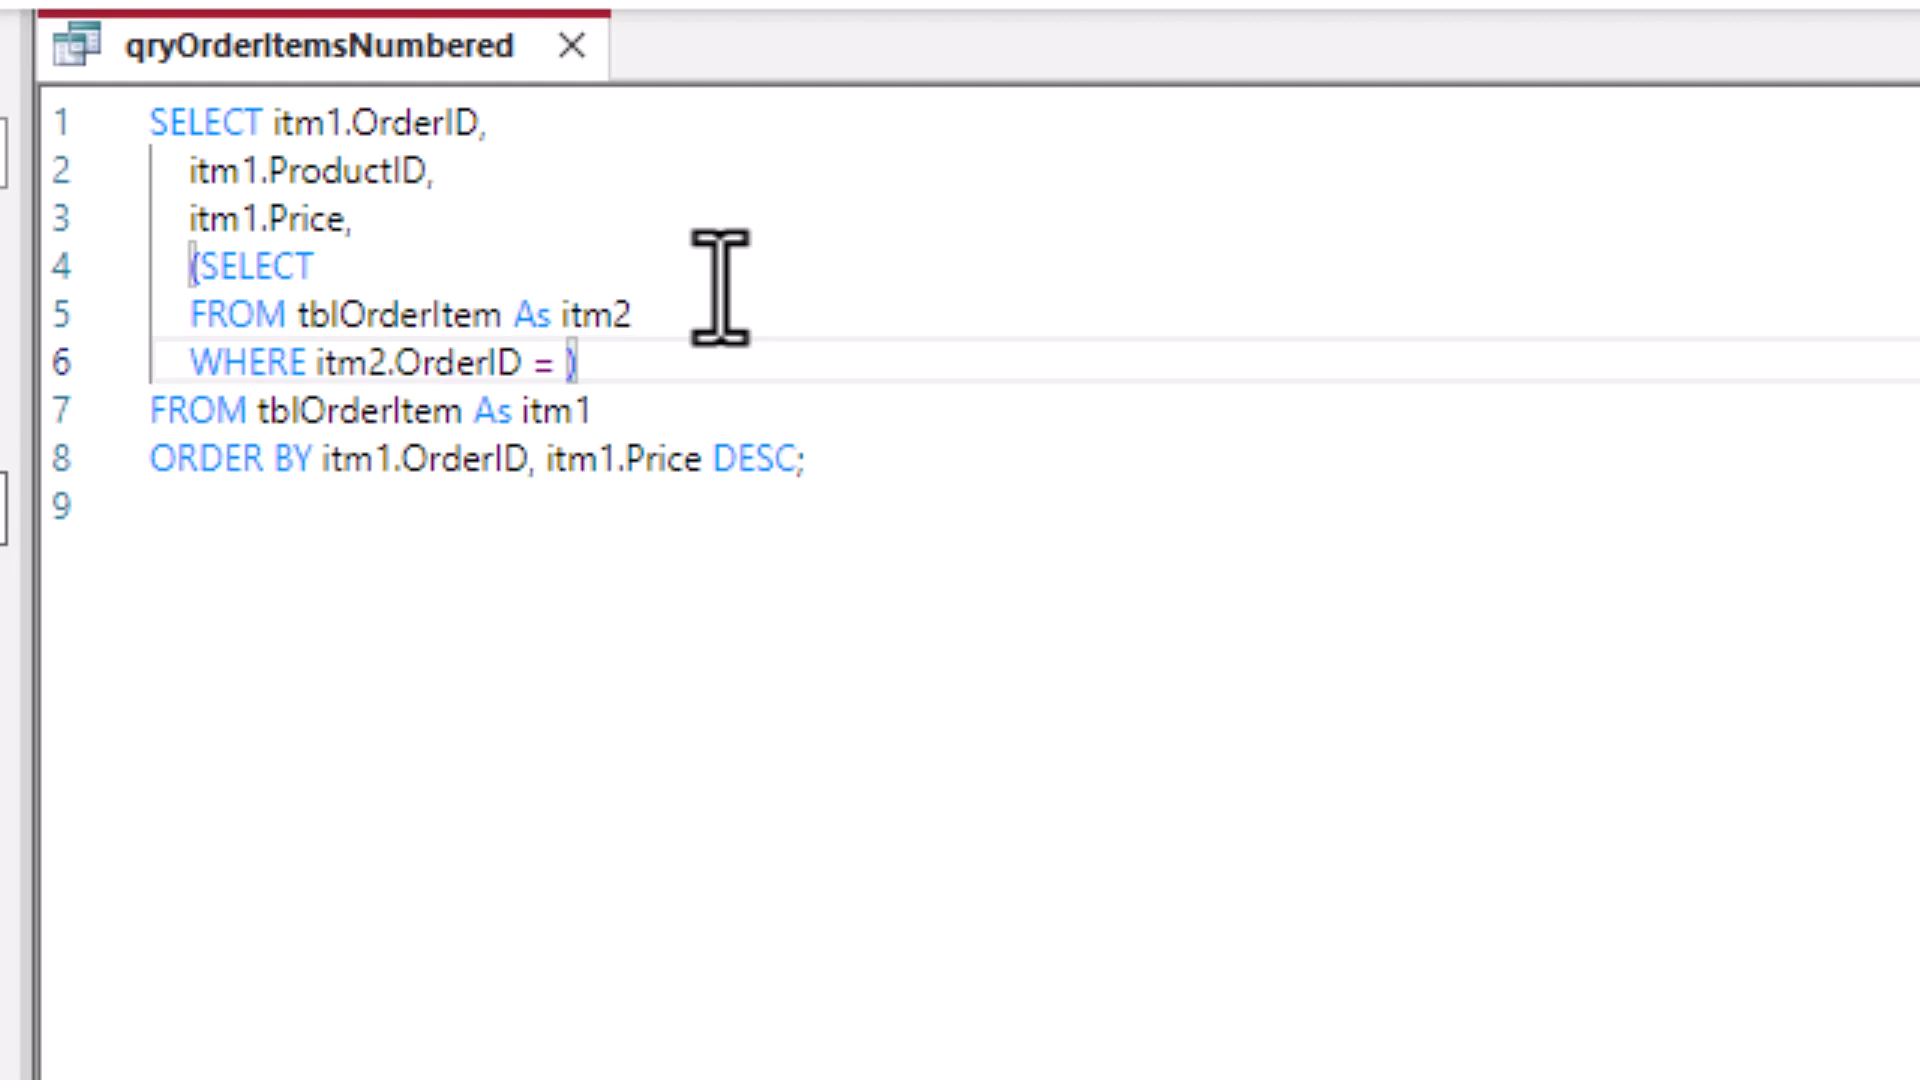 qryOrderItemsNumbered
1 SELECT itm1.OrderID,
2 itm1.ProductID,
3 itm1.Price,
4 (SELECT
5 FROM tblOrderItem As itm2
6 WHERE itm2.OrderID = )
7 FROM tblOrderItem As itm1
8 ORDER BY itm1.OrderID, itm1.Price DESC;
9